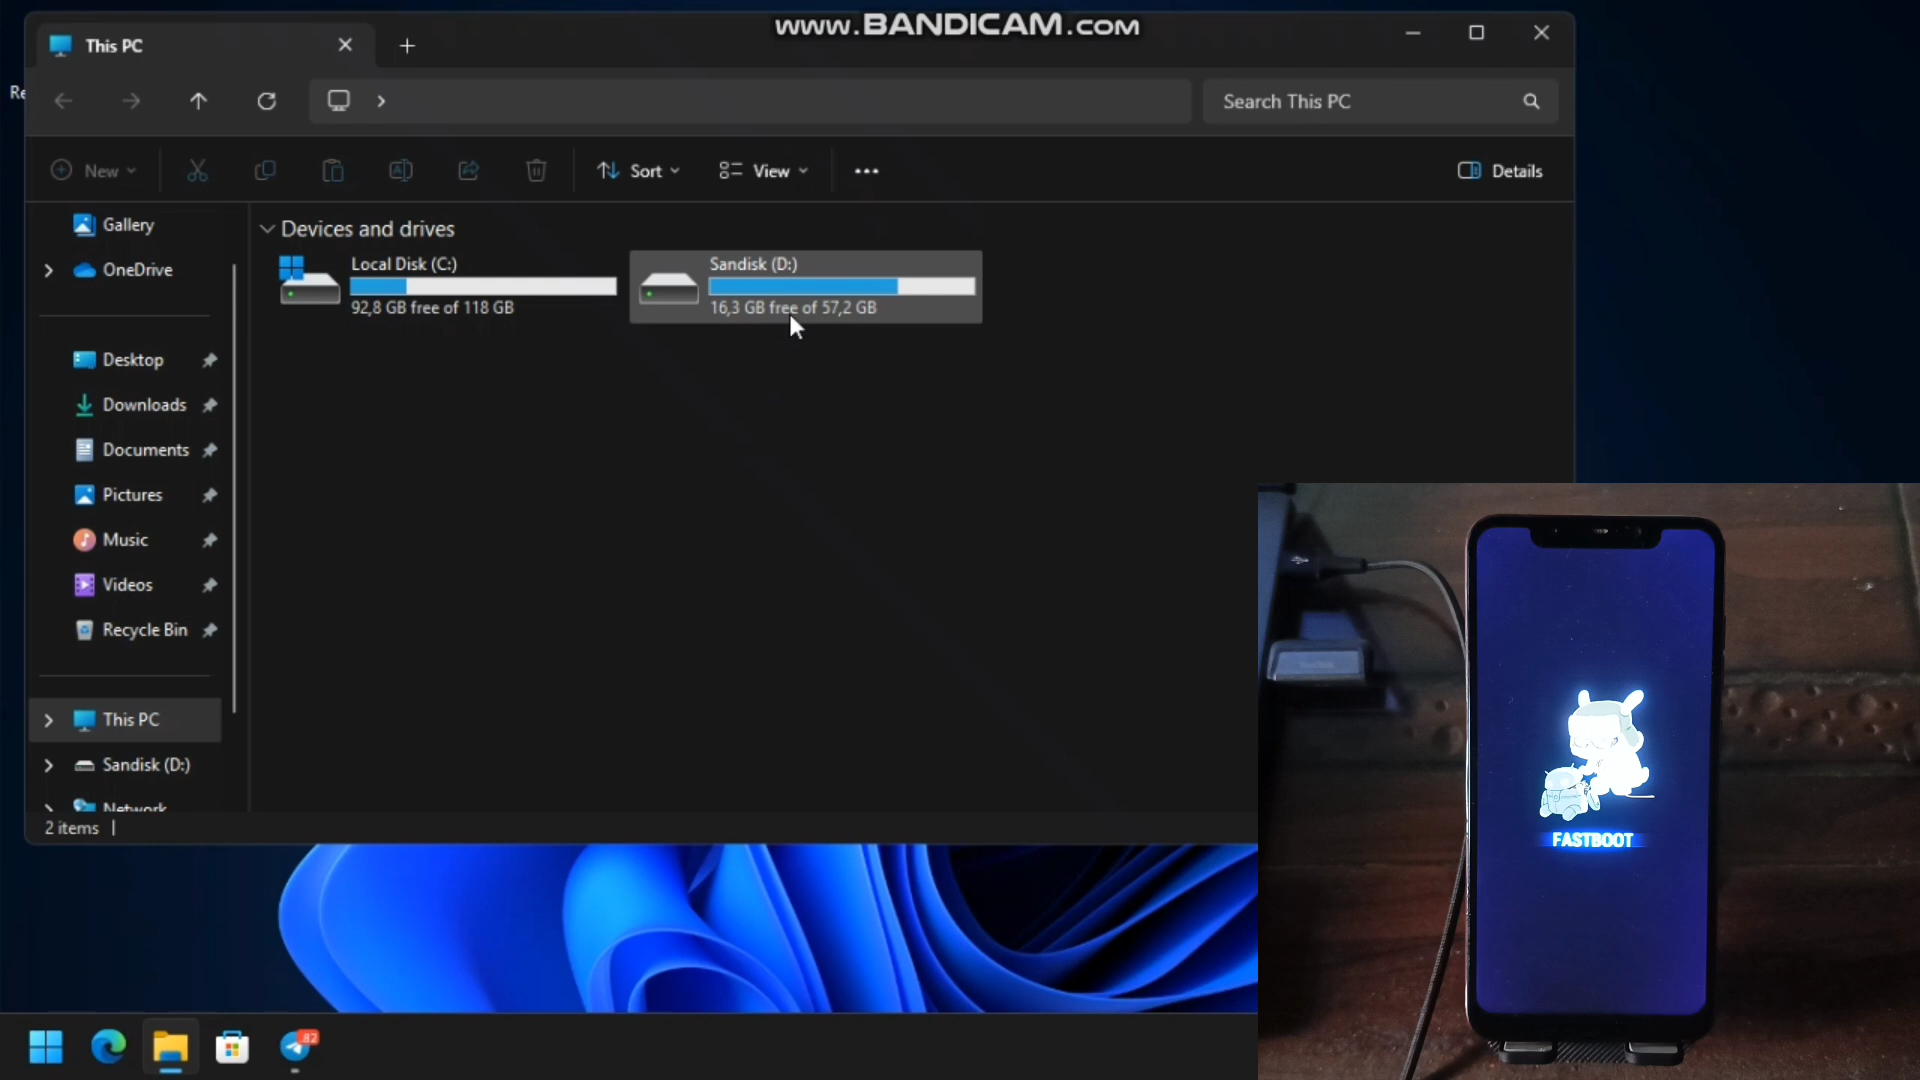 www.BANDICAM.com
This PC
Re
Search This PC
New
Sort
View
Details
Gallery
OneDrive
Desktop
Downloads
Documents
Pictures
Music
Videos
Recycle Bin
This PC
Sandisk (D:)
Network
Devices and drives
Local Disk (C:)
92,8 GB free of 118 GB
Sandisk (D:)
16,3 GB free of 57,2 GB
2 items
FASTBOOT
82